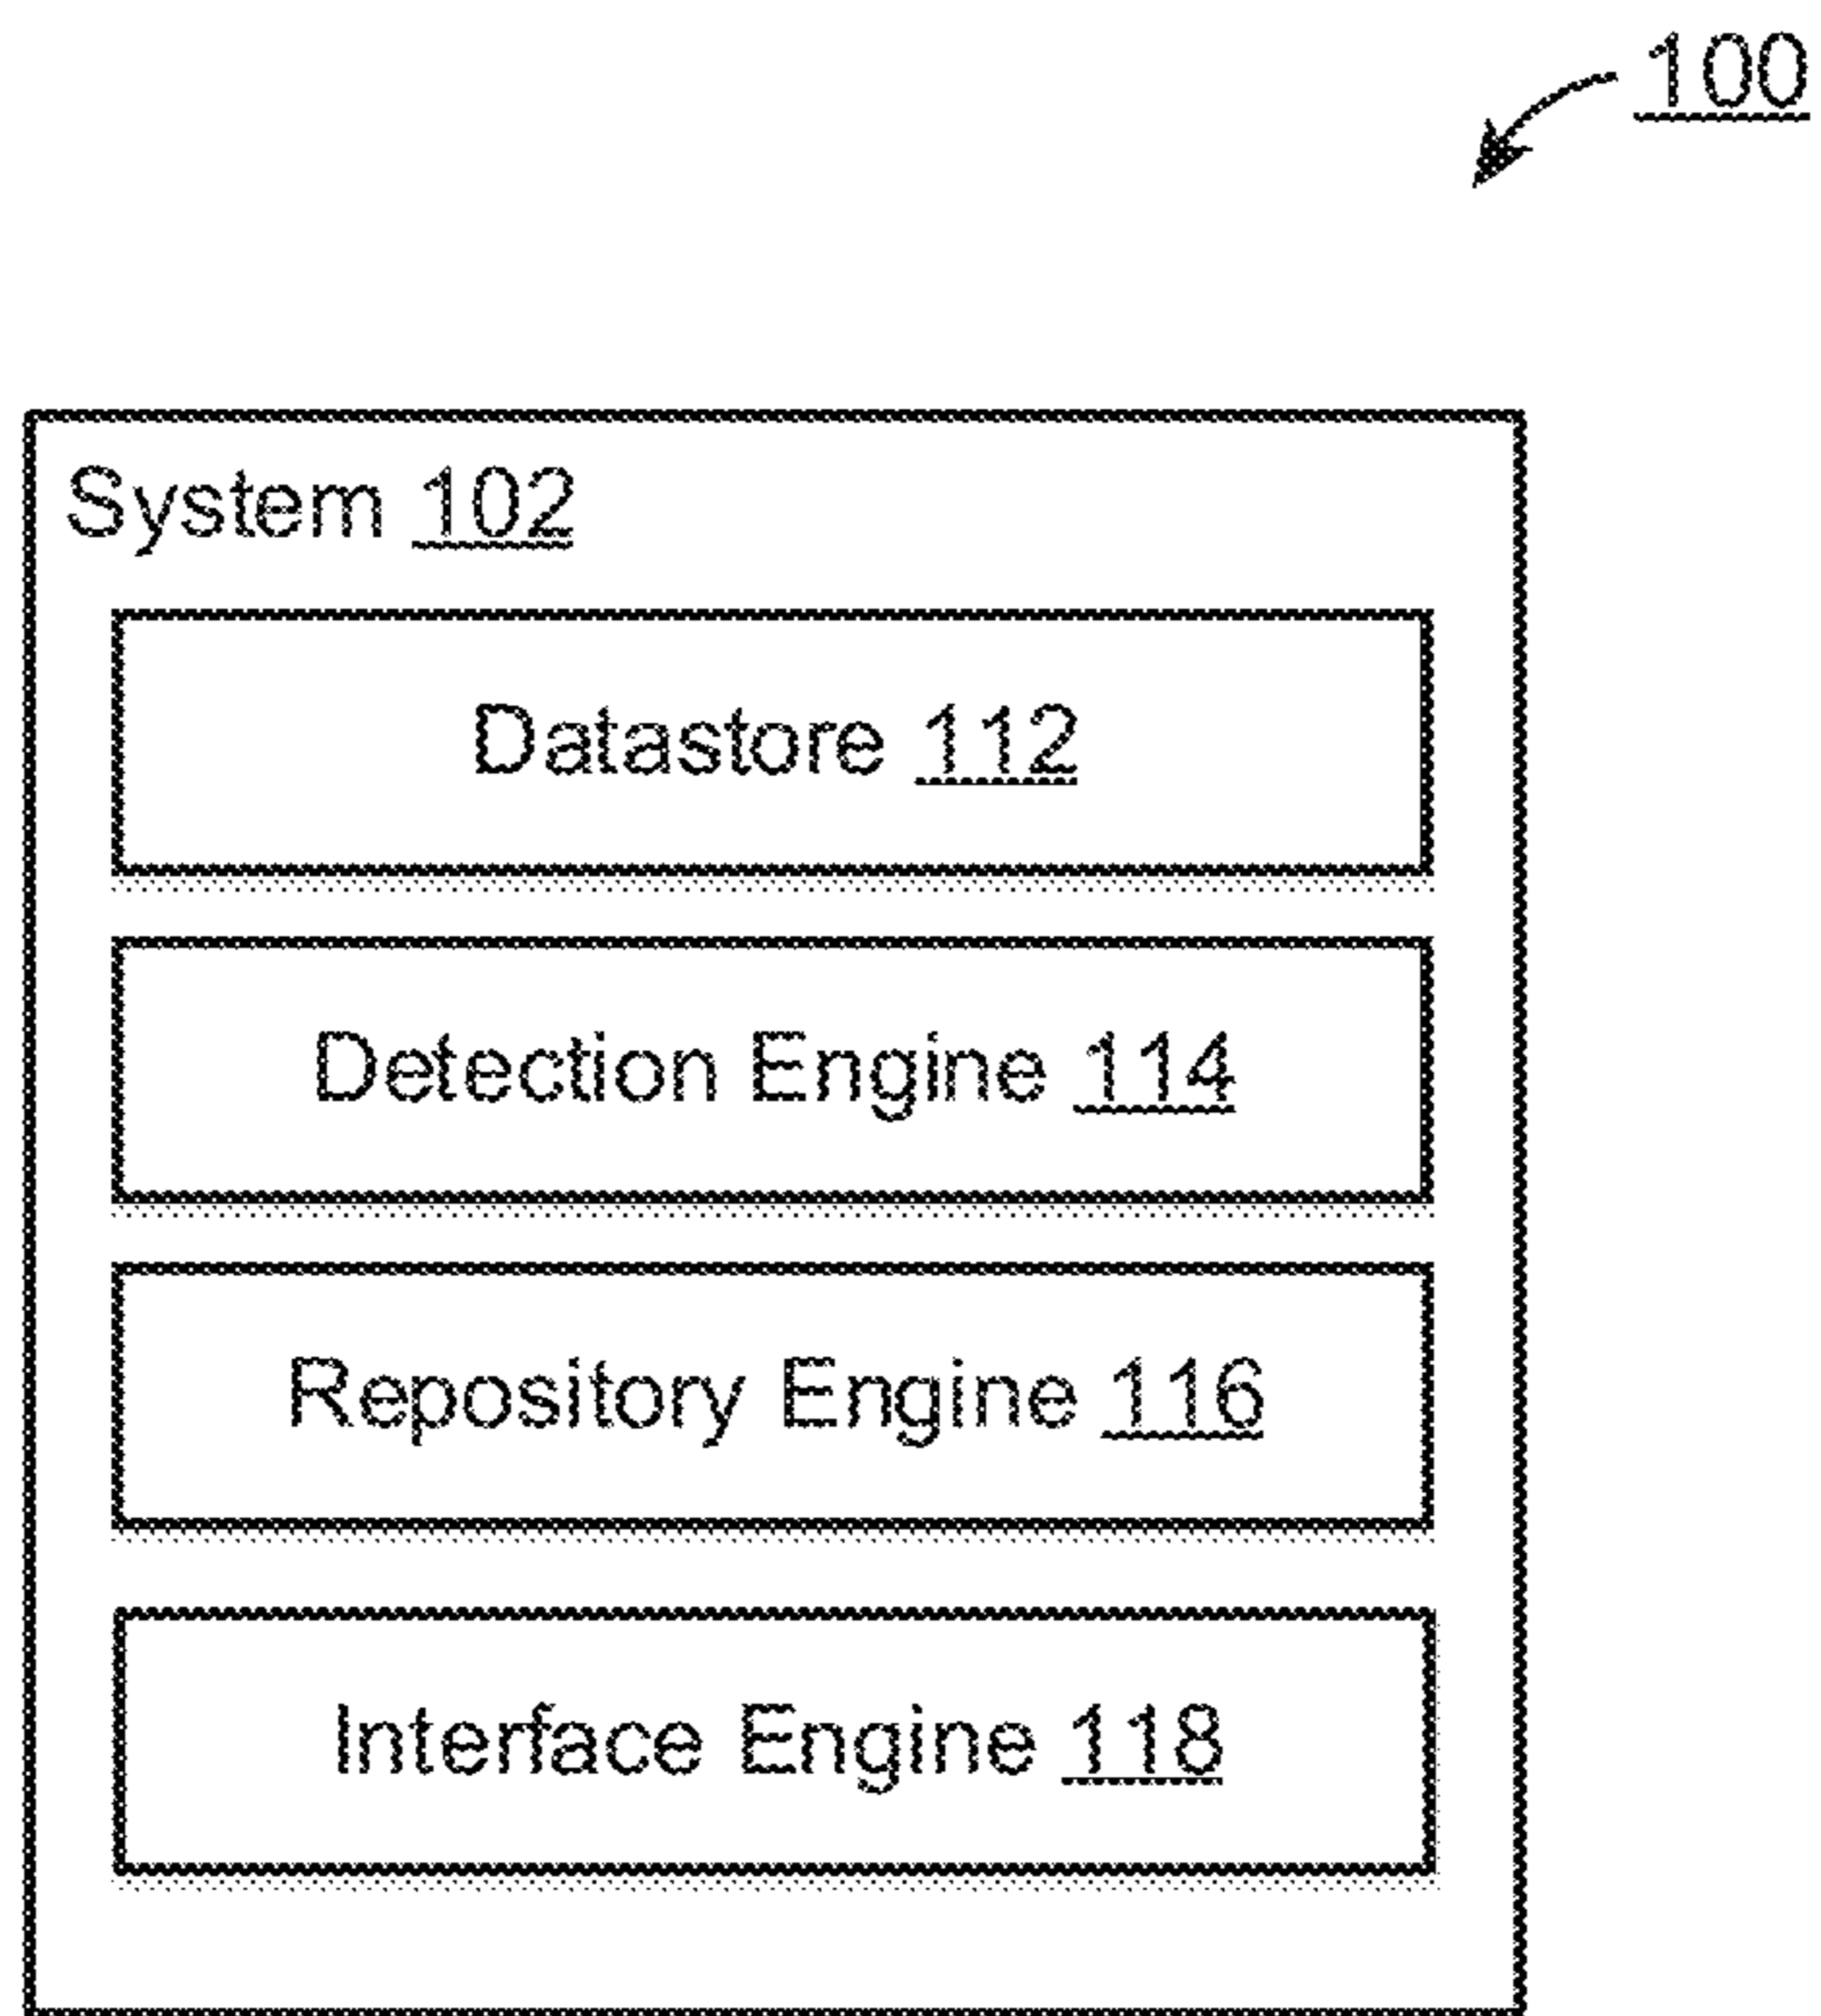 100
System 102
Datastore 112
Detection Engine 114
Repository Engine 116
Interface Engine 118